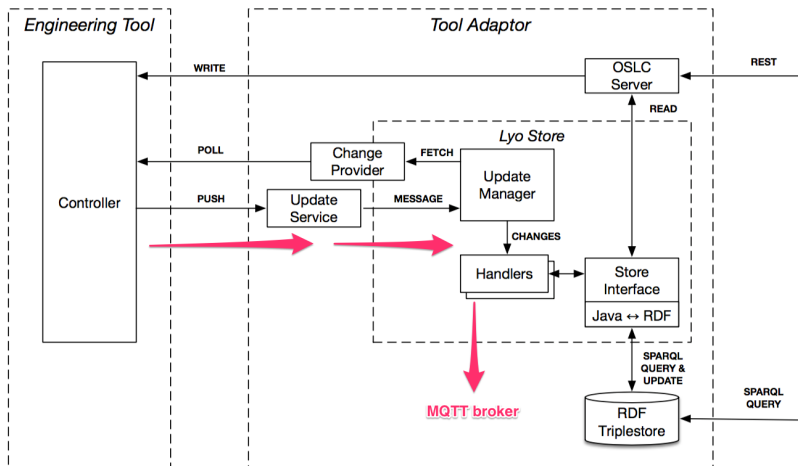 Engineering Tool
Tool Adaptor
WRITE
OSLC
Server
REST
READ
Lyo Store
POLL
Change
Provider
FETCH
Update
Manager
Controller
PUSH
Update
Service
MESSAGE
CHANGES
Handlers
Store
Interface
Java ↔ RDF
SPARQL
QUERY &
UPDATE
MQTT broker
RDF
Triplestore
SPARQL
QUERY